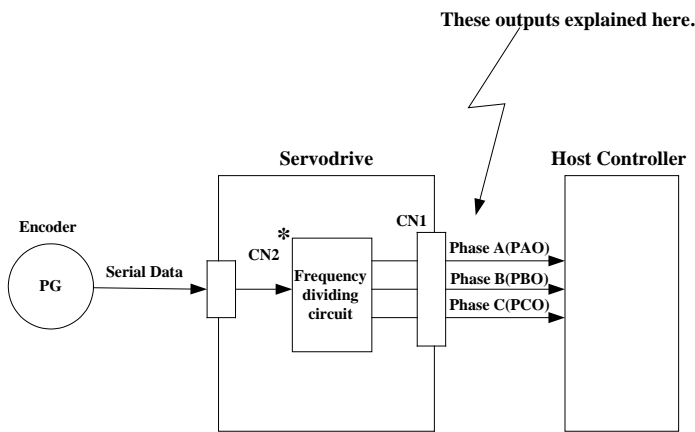 These outputs explained here.
Servodrive
Host Controller
Encoder
PG
Serial Data
CN2
*
Frequency
dividing
circuit
CN1
Phase A(PAO)
Phase B(PBO)
Phase C(PCO)